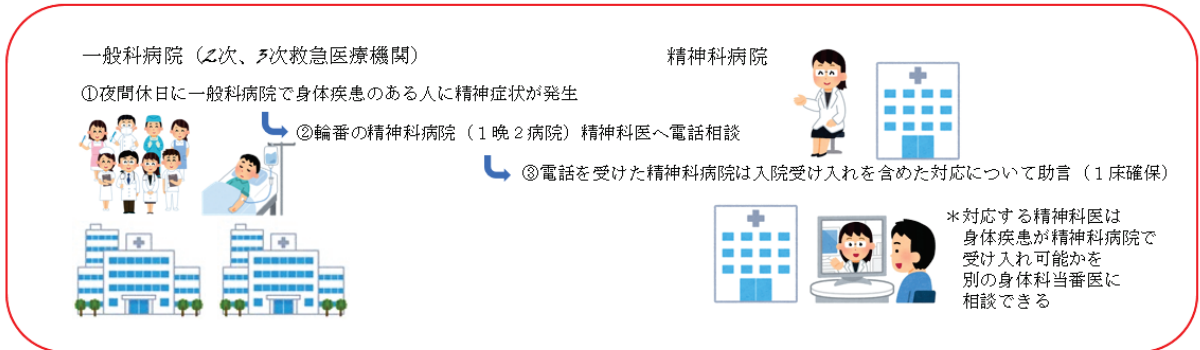 一般科病院（2次、3次救急医療機関）
精神科病院
①夜間休日に一般科病院で身体疾患のある人に精神症状が発生
②輪番の精神科病院（１晩２病院）精神科医へ電話相談
③電話を受けた精神科病院は入院受け入れを含めた対応について助言（１床確保）
＊対応する精神科医は
身体疾患が精神科病院で
受け入れ可能かを
別の身体科当番医に
相談できる